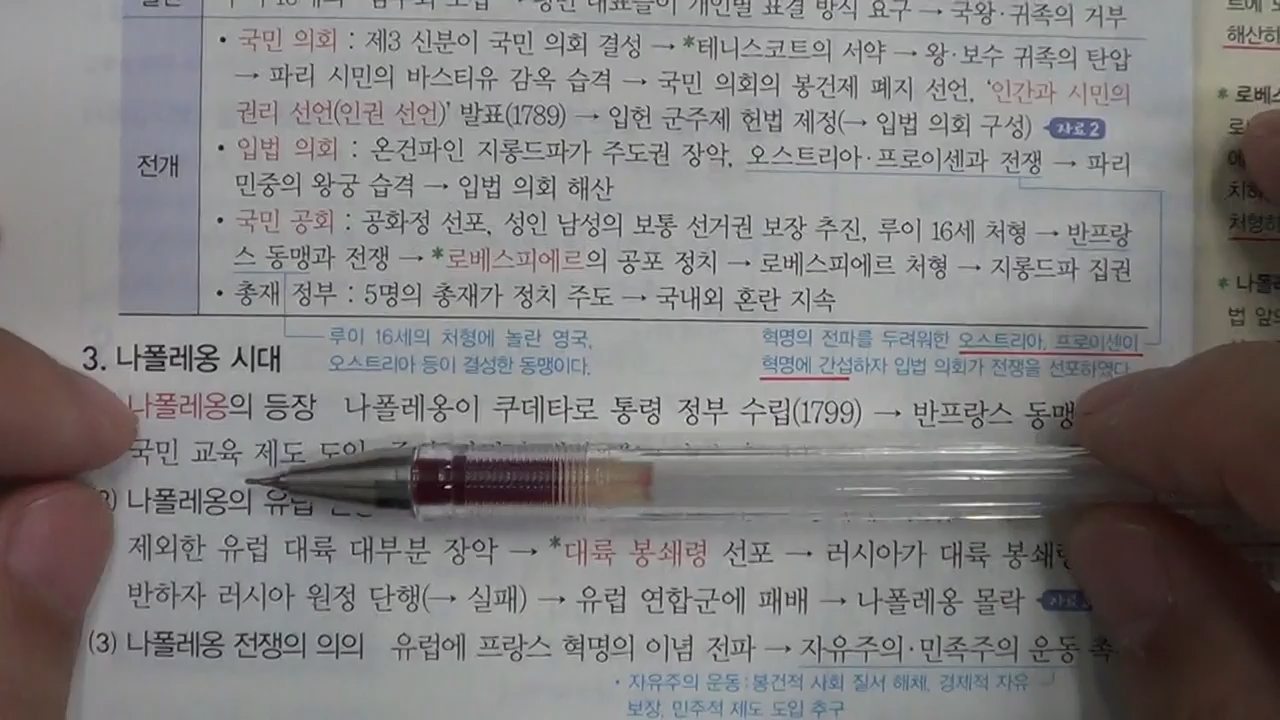 국왕·귀족의 거부
• 국민 의회 : 제3 신분이 국민 의회 결성 → *테니스코트의 서약 → 왕·보수 귀족의 탄압
→ 파리 시민의 바스티유 감옥 습격 → 국민 의회의 봉건제 폐지 선언, '인간과 시민의
권리 선언(인권 선언)' 발표(1789) → 입헌 군주제 헌법 제정(→ 입법 의회 구성) 자료 2
전개
• 입법 의회 : 온건파인 지롱드파가 주도권 장악, 오스트리아·프로이센과 전쟁 → 파리
민중의 왕궁 습격 → 입법 의회 해산
• 국민 공회 : 공화정 선포, 성인 남성의 보통 선거권 보장 추진, 루이 16세 처형 → 반프랑
스 동맹과 전쟁 → *로베스피에르의 공포 정치 → 로베스피에르 처형 → 지롱드파 집권
• 총재 정부 : 5명의 총재가 정치 주도 → 국내외 혼란 지속
루이 16세의 처형에 놀란 영국,
오스트리아 등이 결성한 동맹이다.
혁명의 전파를 두려워한 오스트리아, 프로이센이
혁명에 간섭하자 입법 의회가 전쟁을 선포하였다.
3. 나폴레옹 시대
나폴레옹의 등장 나폴레옹이 쿠데타로 통령 정부 수립(1799) → 반프랑스 동맹
국민 교육 제도 도입
나폴레옹의 유럽
제외한 유럽 대륙 대부분 장악 → *대륙 봉쇄령 선포 → 러시아가 대륙 봉쇄령
반하자 러시아 원정 단행(→ 실패) → 유럽 연합군에 패배 → 나폴레옹 몰락 자료
(3) 나폴레옹 전쟁의 의의 유럽에 프랑스 혁명의 이념 전파 → 자유주의·민족주의 운동 촉
• 자유주의 운동 : 봉건적 사회 질서 해체, 경제적 자유
보장, 민주적 제도 도입 추구